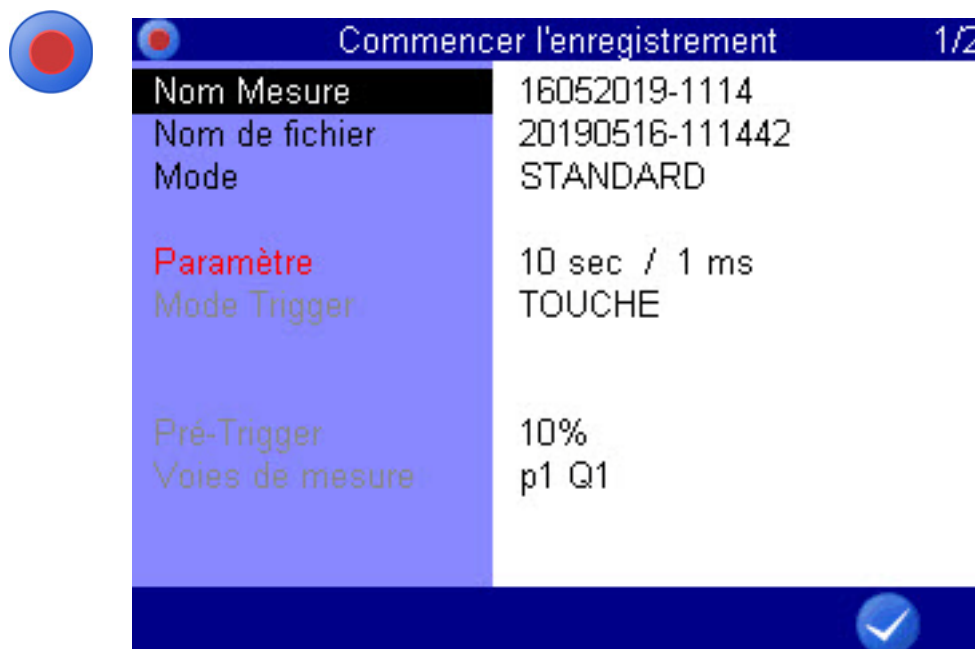 Commencer l'enregistrement 1/2
Nom Mesure 16052019-1114
Nom de fichier 20190516-111442
Mode STANDARD
Paramètre 10 sec / 1 ms
Mode Trigger TOUCHE
Pré-Trigger 10%
Voies de mesure p1 Q1